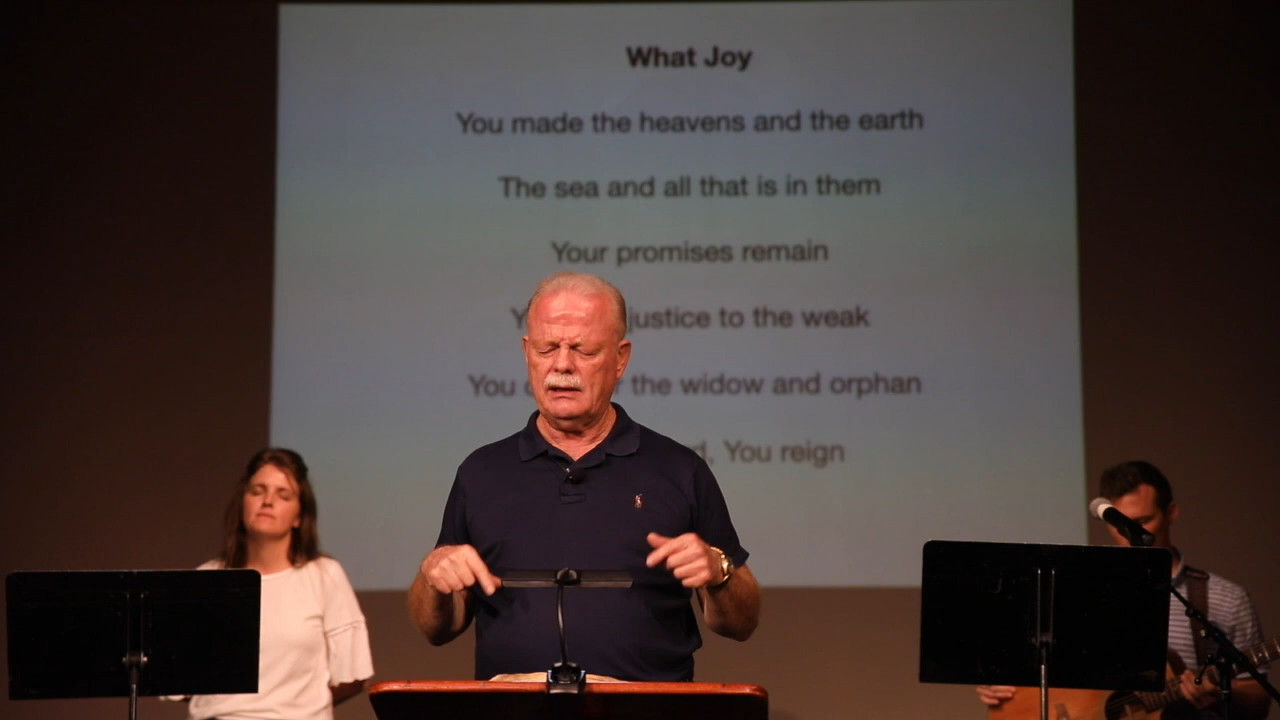 What Joy
You made the heavens and the earth
The sea and all that is in them
Your promises remain
justice to the weak
You the widow and orphan
You reign